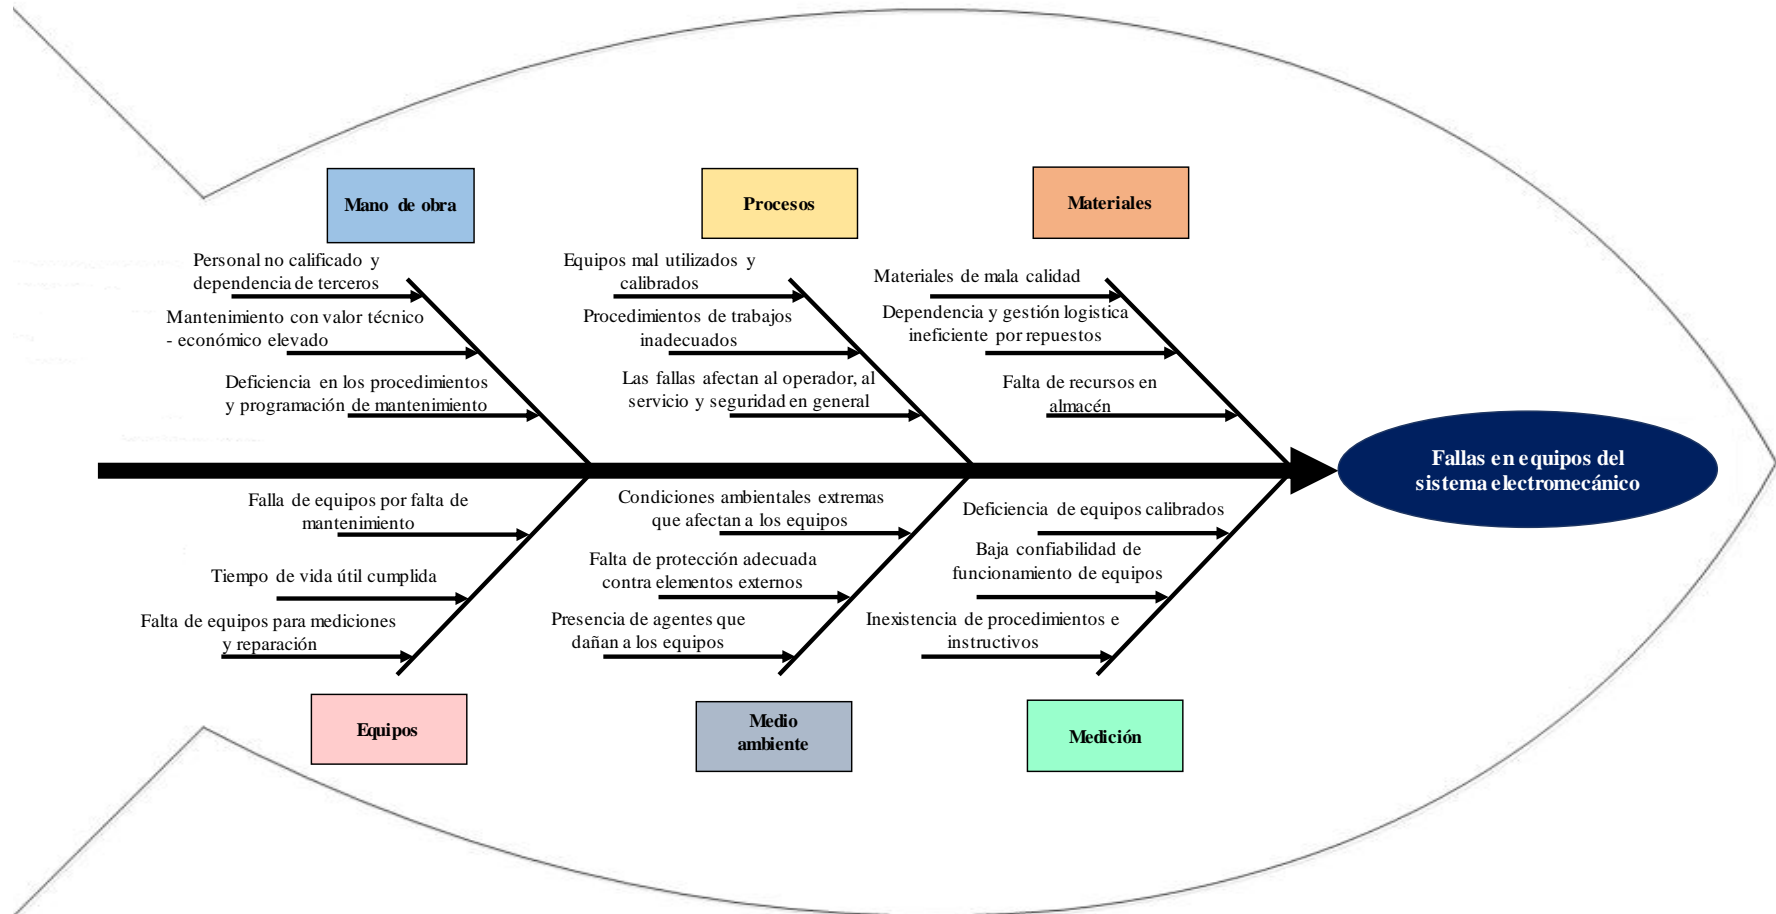 Mano de obra
Personal no calificado y
dependencia de terceros
Mantenimiento con valor técnico
- económico elevado
Deficiencia en los procedimientos
y programación de mantenimiento
Procesos
Equipos mal utilizados y
calibrados
Procedimientos de trabajos
inadecuados
Las fallas afectan al operador, al
servicio y seguridad en general
Materiales
Materiales de mala calidad
Dependencia y gestión logistica
ineficiente por repuestos
Falta de recursos en
almacén
Fallas en equipos del
sistema electromecánico
Falla de equipos por falta de
mantenimiento
Tiempo de vida útil cumplida
Falta de equipos para mediciones
y reparación
Equipos
Condiciones ambientales extremas
que afectan a los equipos
Falta de protección adecuada
contra elementos externos
Presencia de agentes que
dañan a los equipos
Medio
ambiente
Deficiencia de equipos calibrados
Baja confiabilidad de
funcionamiento de equipos
Inexistencia de procedimientos e
instructivos
Medición